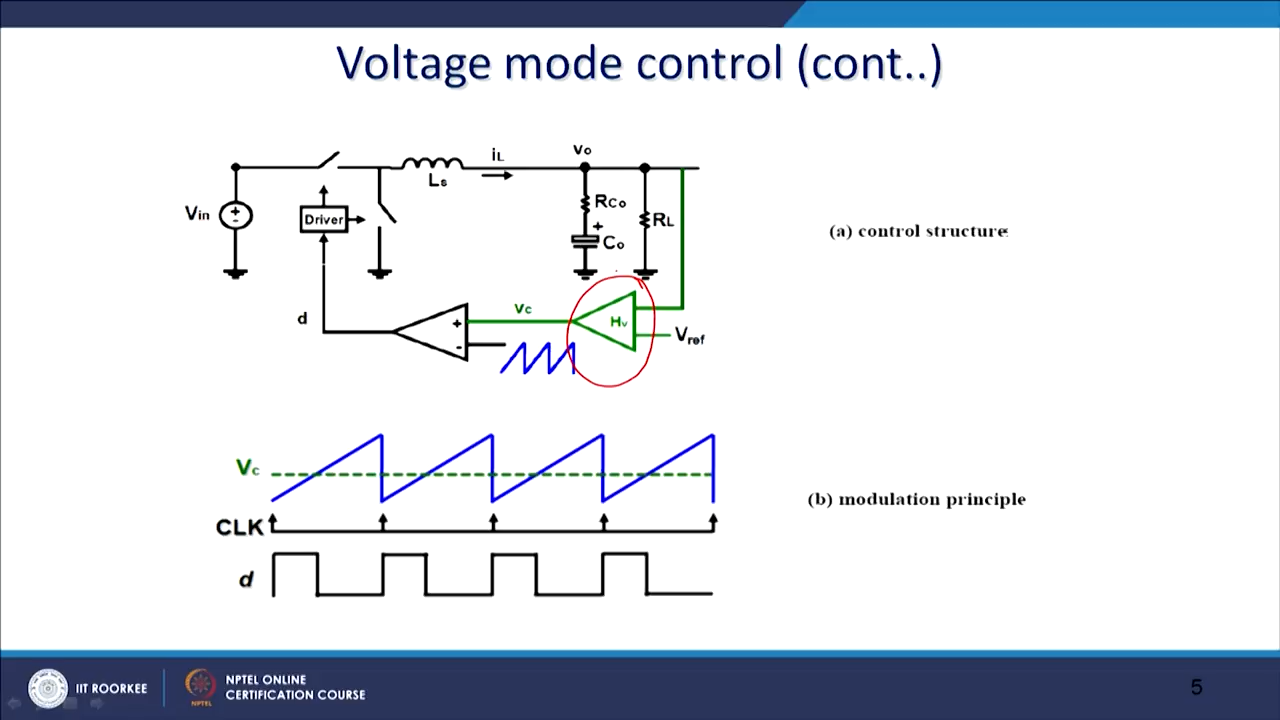 Voltage mode control (cont..)
iL
vo
Ls
Vin
Driver
RCo
+
Co
RL
(a) control structure
d
vc
Hv
Vref
+
-
Vc
CLK
(b) modulation principle
d
IIT ROORKEE
NPTEL ONLINE
CERTIFICATION COURSE
NPTEL
5